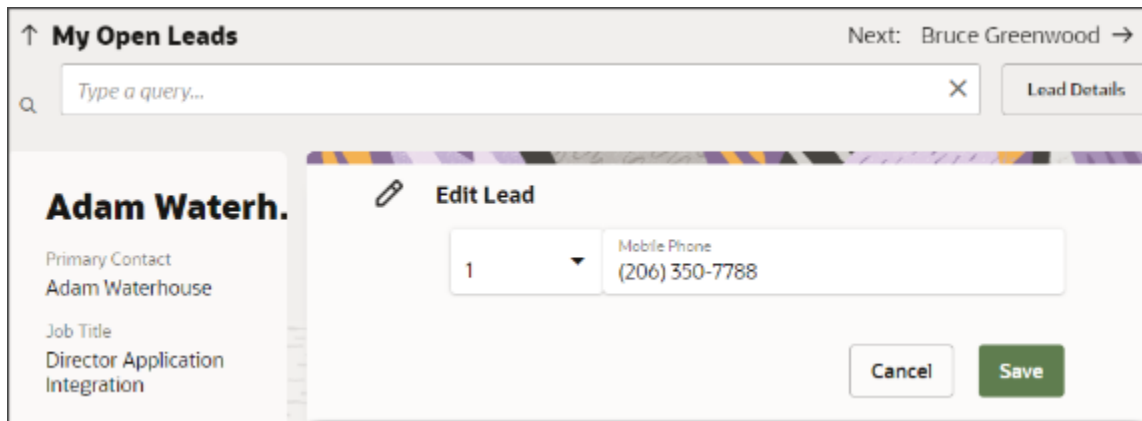 My Open Leads
Next: Bruce Greenwood →
Type a query...
Lead Details
Adam Waterh.
Primary Contact
Adam Waterhouse
Job Title
Director Application
Integration
Edit Lead
1
Mobile Phone
(206) 350-7788
Cancel
Save